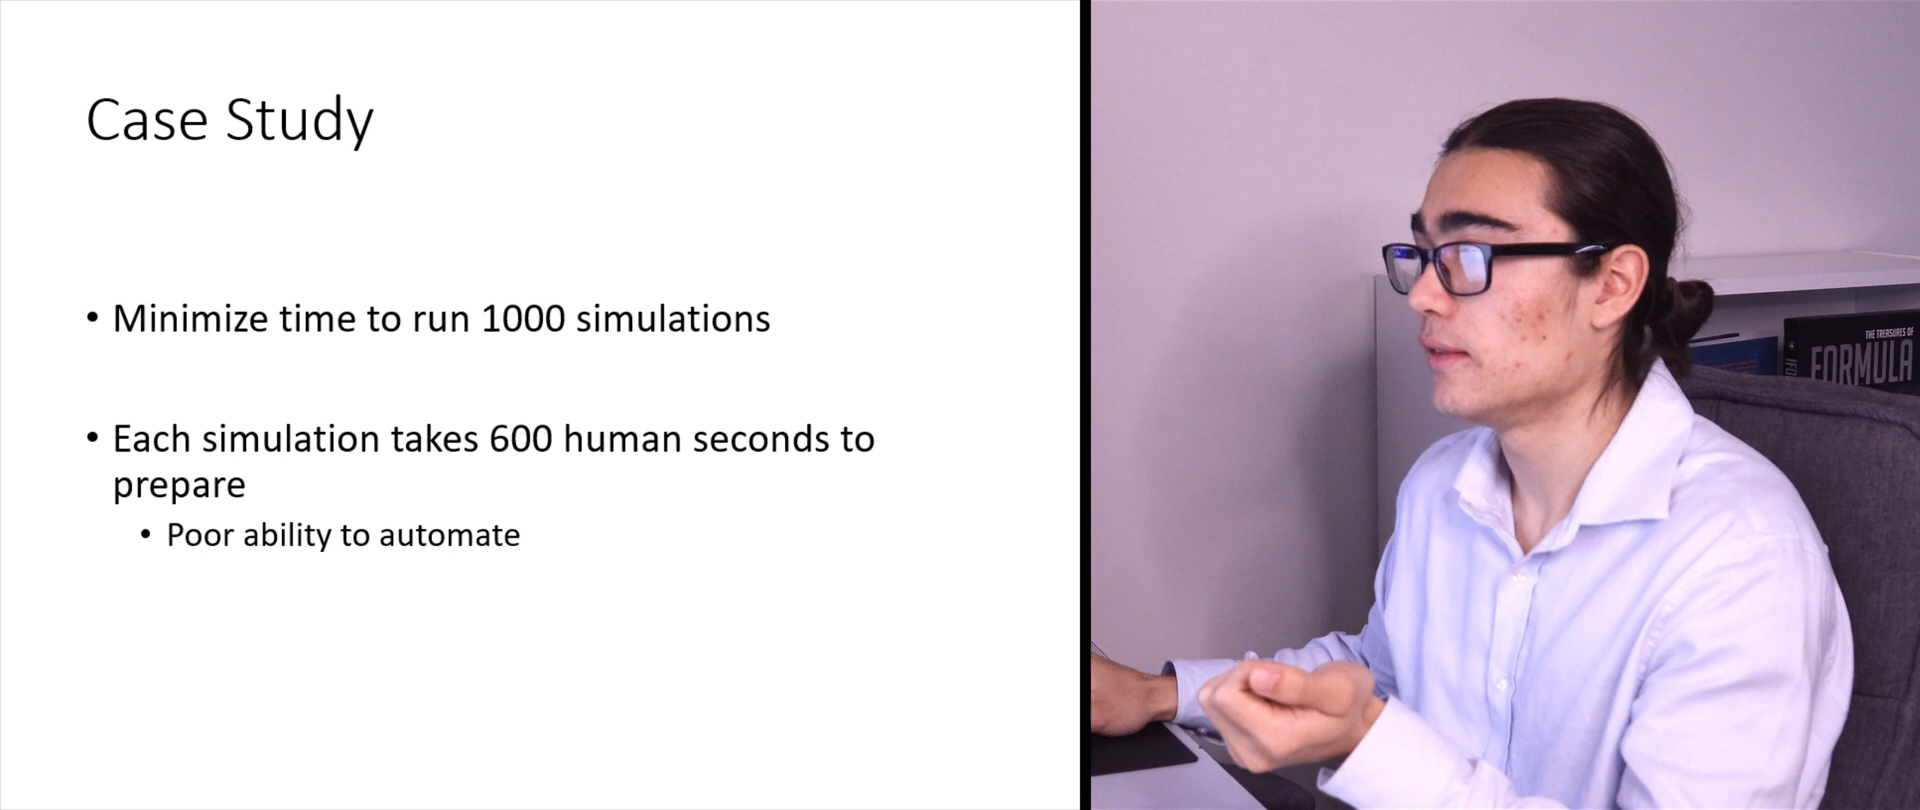 Case Study
• Minimize time to run 1000 simulations
• Each simulation takes 600 human seconds to
prepare
• Poor ability to automate
THE TREASURES OF
FORMULA